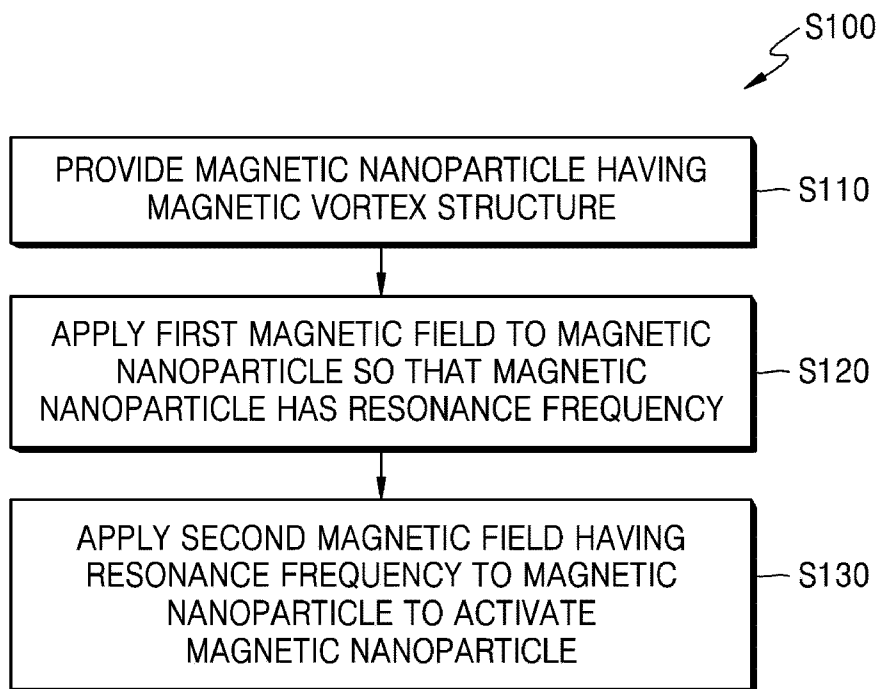 S100
PROVIDE MAGNETIC NANOPARTICLE HAVING
MAGNETIC VORTEX STRUCTURE
S110
APPLY FIRST MAGNETIC FIELD TO MAGNETIC
NANOPARTICLE SO THAT MAGNETIC
NANOPARTICLE HAS RESONANCE FREQUENCY
S120
APPLY SECOND MAGNETIC FIELD HAVING
RESONANCE FREQUENCY TO MAGNETIC
NANOPARTICLE TO ACTIVATE
MAGNETIC NANOPARTICLE
S130